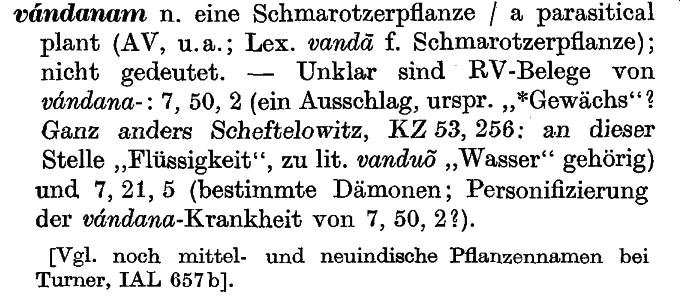 vándanam n. eine Schmarotzerpflanze / a parasitical
plant (AV, u. a.; Lex. vandā f. Schmarotzerpflanze);
nicht gedeutet. — Unklar sind RV-Belege von
vándana-: 7, 50, 2 (ein Ausschlag, urspr. „*Gewächs“?
Ganz anders Scheftelowitz, KZ 53, 256: an dieser
Stelle „Flüssigkeit“, zu lit. vanduõ „Wasser“ gehörig)
und 7, 21, 5 (bestimmte Dämonen; Personifizierung
der vándana-Krankheit von 7, 50, 2?).
[Vgl. noch mittel- und neuindische Pflanzennamen bei
Turner, IAL 657b].